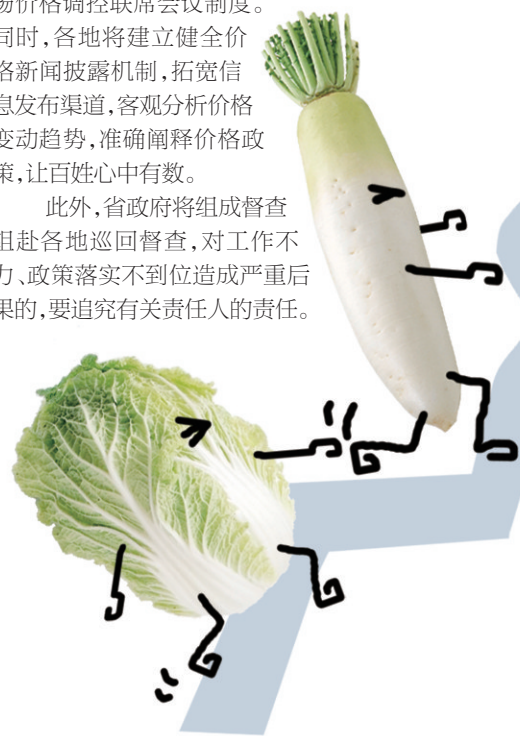 场价格调控联席会议制度。
同时,各地将建立健全价
格新闻披露机制,拓宽信
息发布渠道,客观分析价格
变动趋势,准确阐释价格政
策,让百姓心中有数。
此外,省政府将组成督查
组赴各地巡回督查,对工作不
力、政策落实不到位造成严重后
果的,要追究有关责任人的责任。